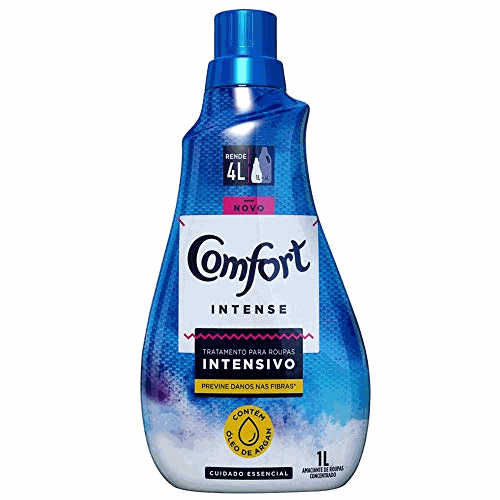 RENDE
4L
1L
4L
NOVO
Comfort
INTENSE
TRATAMENTO PARA ROUPAS
INTENSIVO
PREVINE DANOS NAS FIBRAS*
CONTÉM
ÓLEO DE ARGAN
CUIDADO ESSENCIAL
1L
AMACIANTE DE ROUPAS
CONCENTRADO